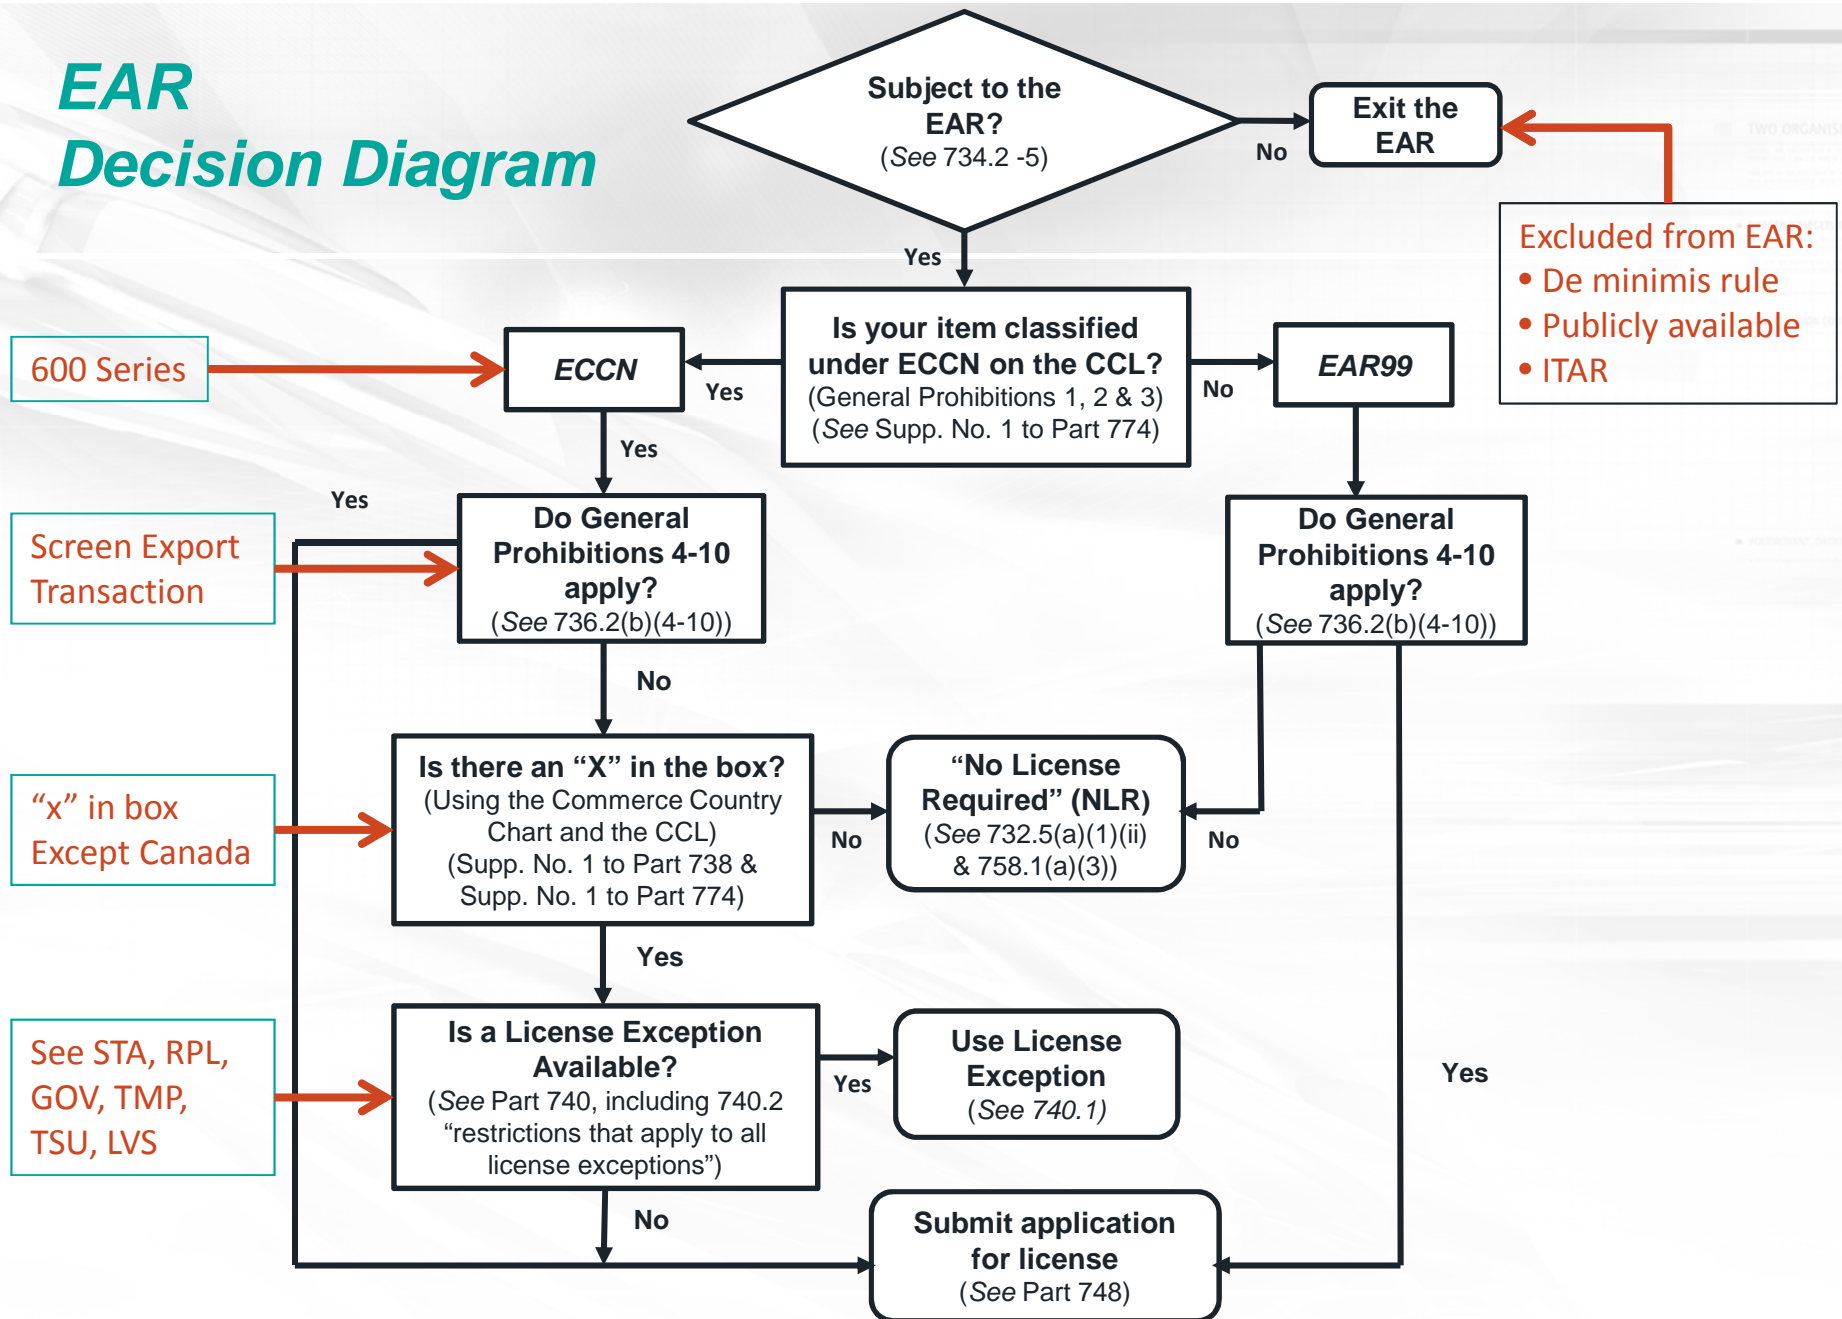 EAR
Decision Diagram
Subject to the
EAR?
(See 734.2 -5)
No
Exit the
EAR
Excluded from EAR:
• De minimis rule
• Publicly available
• ITAR
Yes
Is your item classified
under ECCN on the CCL?
(General Prohibitions 1, 2 & 3)
(See Supp. No. 1 to Part 774)
Yes
ECCN
600 Series
No
EAR99
Yes
Yes
Screen Export
Transaction
Do General
Prohibitions 4-10
apply?
(See 736.2(b)(4-10))
Do General
Prohibitions 4-10
apply?
(See 736.2(b)(4-10))
No
"x" in box
Except Canada
Is there an “X” in the box?
(Using the Commerce Country
Chart and the CCL)
(Supp. No. 1 to Part 738 &
Supp. No. 1 to Part 774)
No
“No License
Required” (NLR)
(See 732.5(a)(1)(ii)
& 758.1(a)(3))
No
Yes
See STA, RPL,
GOV, TMP,
TSU, LVS
Is a License Exception
Available?
(See Part 740, including 740.2
“restrictions that apply to all
license exceptions”)
Yes
Use License
Exception
(See 740.1)
Yes
No
Submit application
for license
(See Part 748)
TWO ORGANIS